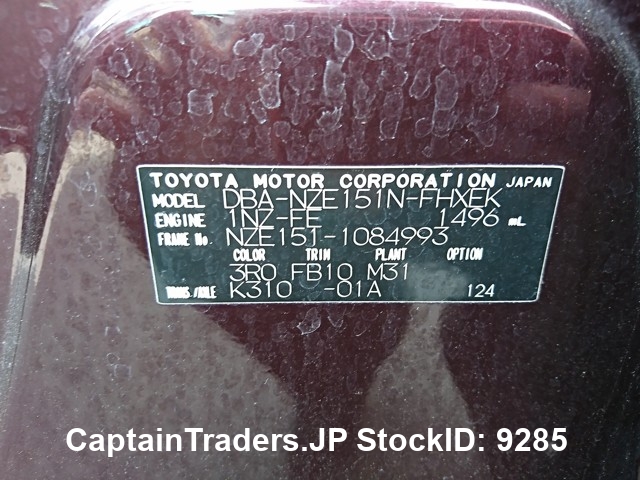 TOYOTA MOTOR CORPORATION JAPAN
MODEL DBA-NZE151N-FHXEK
ENGINE 1NZ-FE 1496 mL
FRAME No. NZE151-1084993
COLOR TRIM PLANT OPTION
3R0 FB10 M31
TRANS./AXLE K310 -01A 124
CaptainTraders.JP StockID: 9285